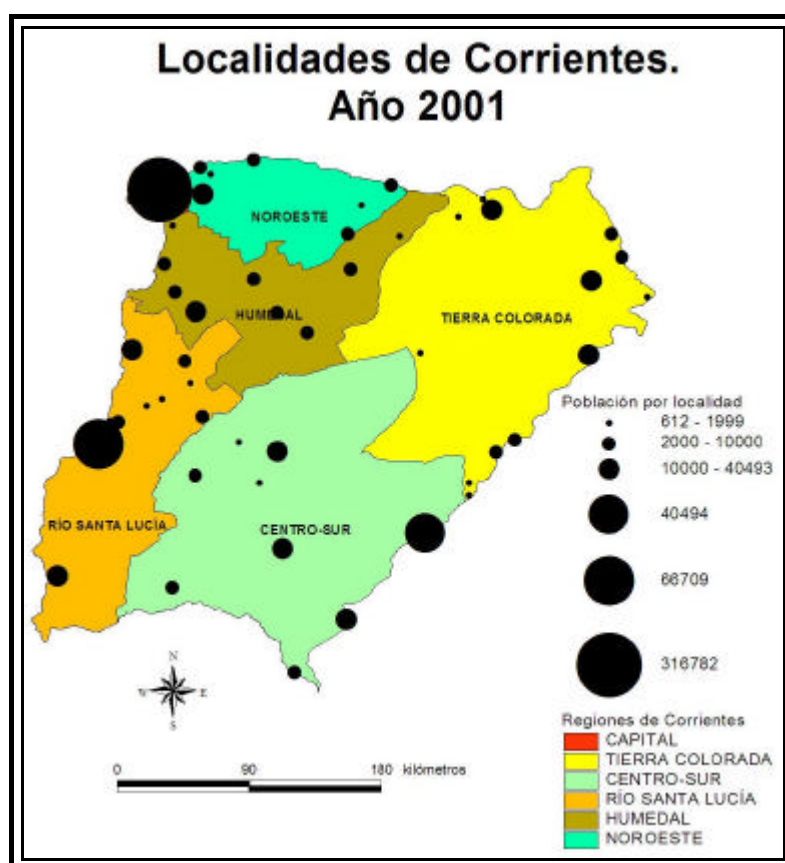 Localidades de Corrientes.
Año 2001
NOROESTE
HUMEDAL
TIERRA COLORADA
RÍO SANTA LUCÍA
CENTRO-SUR
Población por localidad
612 - 1999
2000 - 10000
10000 - 40493
40494
66709
316782
N
W E
S
0 90 180 kilómetros
Regiones de Corrientes
CAPITAL
TIERRA COLORADA
CENTRO-SUR
RÍO SANTA LUCÍA
HUMEDAL
NOROESTE